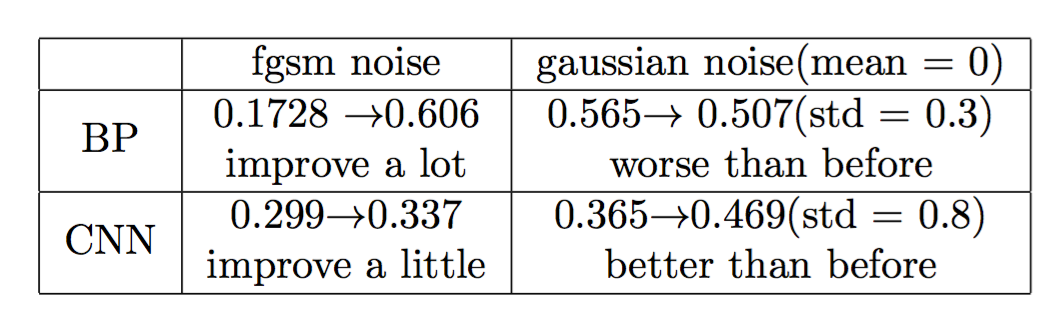 fgsm noise gaussian noise(mean = 0)
BP
0.1728 →0.606 0.565→ 0.507(std = 0.3)
improve a lot worse than before
CNN
0.299→0.337 0.365→0.469(std = 0.8)
improve a little better than before